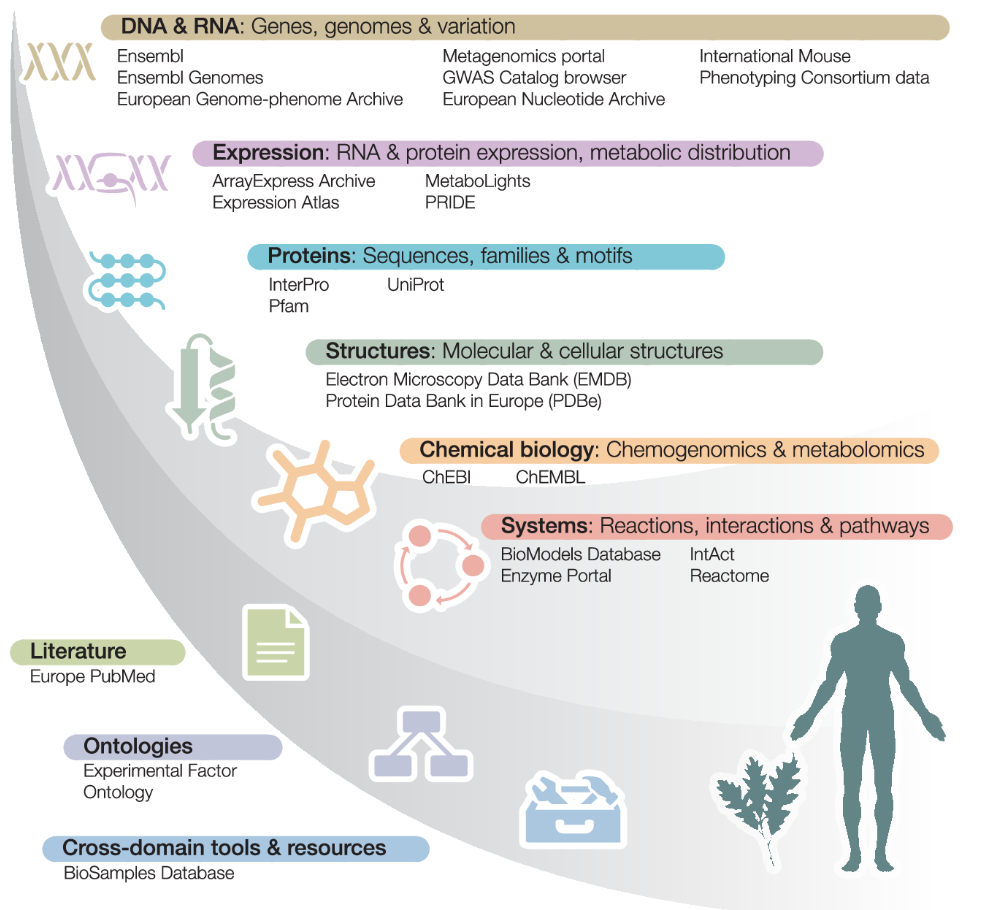 DNA & RNA: Genes, genomes & variation
Ensembl
Ensembl Genomes
European Genome-phenome Archive
Metagenomics portal
GWAS Catalog browser
European Nucleotide Archive
International Mouse
Phenotyping Consortium data
Expression: RNA & protein expression, metabolic distribution
ArrayExpress Archive
Expression Atlas
MetaboLights
PRIDE
Proteins: Sequences, families & motifs
InterPro
Pfam
UniProt
Structures: Molecular & cellular structures
Electron Microscopy Data Bank (EMDB)
Protein Data Bank in Europe (PDBe)
Chemical biology: Chemogenomics & metabolomics
ChEBI
ChEMBL
Systems: Reactions, interactions & pathways
BioModels Database
Enzyme Portal
IntAct
Reactome
Literature
Europe PubMed
Ontologies
Experimental Factor
Ontology
Cross-domain tools & resources
BioSamples Database